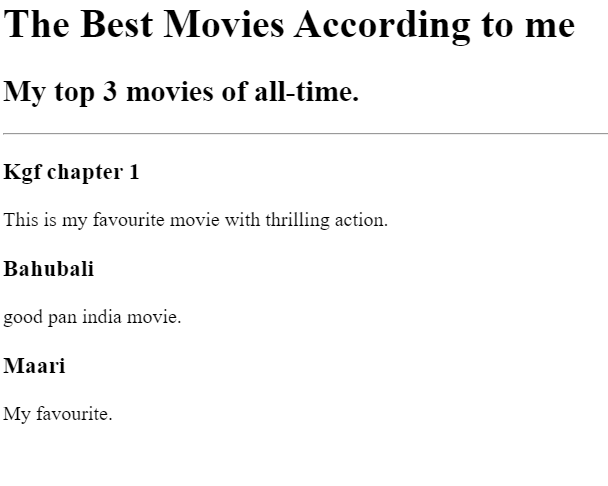 The Best Movies According to me
My top 3 movies of all-time.
Kgf chapter 1
This is my favourite movie with thrilling action.
Bahubali
good pan india movie.
Maari
My favourite.